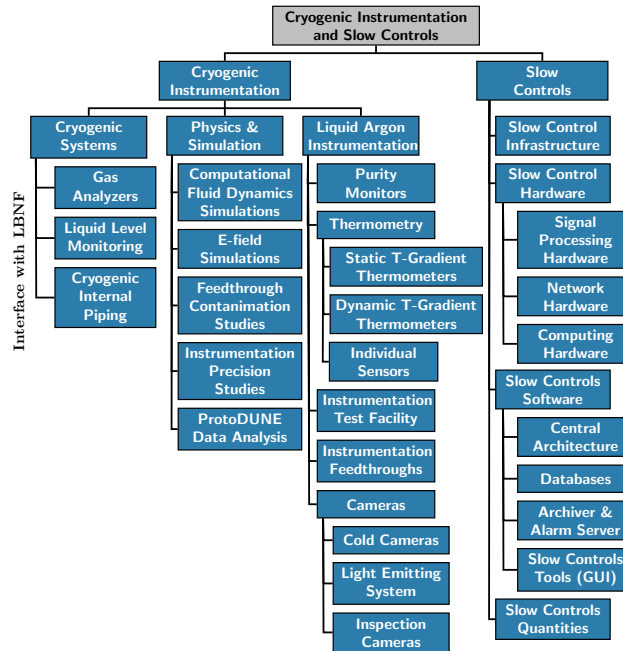 Cryogenic Instrumentation
and Slow Controls
Cryogenic
Instrumentation
Slow
Controls
Cryogenic
Systems
Physics &
Simulation
Liquid Argon
Instrumentation
Interface with LBNF
Gas
Analyzers
Liquid Level
Monitoring
Cryogenic
Internal
Piping
Computational
Fluid Dynamics
Simulations
E-field
Simulations
Feedthrough
Contanimation
Studies
Instrumentation
Precision
Studies
ProtoDUNE
Data Analysis
Purity
Monitors
Thermometry
Static T-Gradient
Thermometers
Dynamic T-Gradient
Thermometers
Individual
Sensors
Instrumentation
Test Facility
Instrumentation
Feedthroughs
Cameras
Cold Cameras
Light Emitting
System
Inspection
Cameras
Slow Control
Infrastructure
Slow Control
Hardware
Signal
Processing
Hardware
Network
Hardware
Computing
Hardware
Slow Controls
Software
Central
Architecture
Databases
Archiver &
Alarm Server
Slow Controls
Tools (GUI)
Slow Controls
Quantities